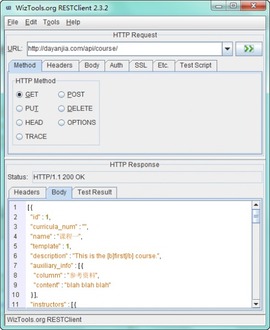 WizTools.org RESTClient 2.3.2
File Edit Tools Help
HTTP Request
URL: http://dayanjia.com/api/course/
Method Headers Body Auth SSL Etc. Test Script
HTTP Method
GET POST
PUT DELETE
HEAD OPTIONS
TRACE
HTTP Response
Status: HTTP/1.1 200 OK
Headers Body Test Result
1 [{
2 "id" : 1,
3 "curricula_num" : "",
4 "name" : "课程一",
5 "template" : 1,
6 "description" : "This is the [b]first[/b] course.",
7 "auxiliary_info" : [{
8 "column" : "参考资料",
9 "content" : "blah blah blah"
10 }],
11 "instructors" : [{
WizTools.org RESTClient